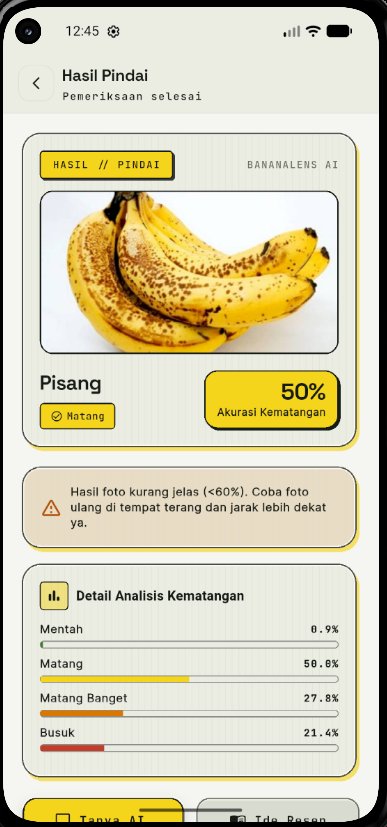 12:45
Hasil Pindai
Pemeriksaan selesai
HASIL // PINDAI
BANANALENS AI
Pisang
50%
Matang
Akurasi Kematangan
Hasil foto kurang jelas (<60%). Coba foto
ulang di tempat terang dan jarak lebih dekat
ya.
Detail Analisis Kematangan
Mentah 0.9%
Matang 50.0%
Matang Banget 27.8%
Busuk 21.4%
Tanya AI
Ide Resep